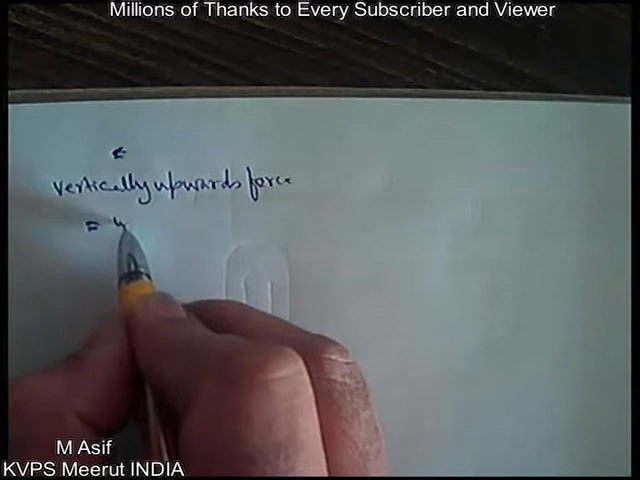 Millions of Thanks to Every Subscriber and Viewer
vertically upwards force
=
M Asif
KVPS Meerut INDIA